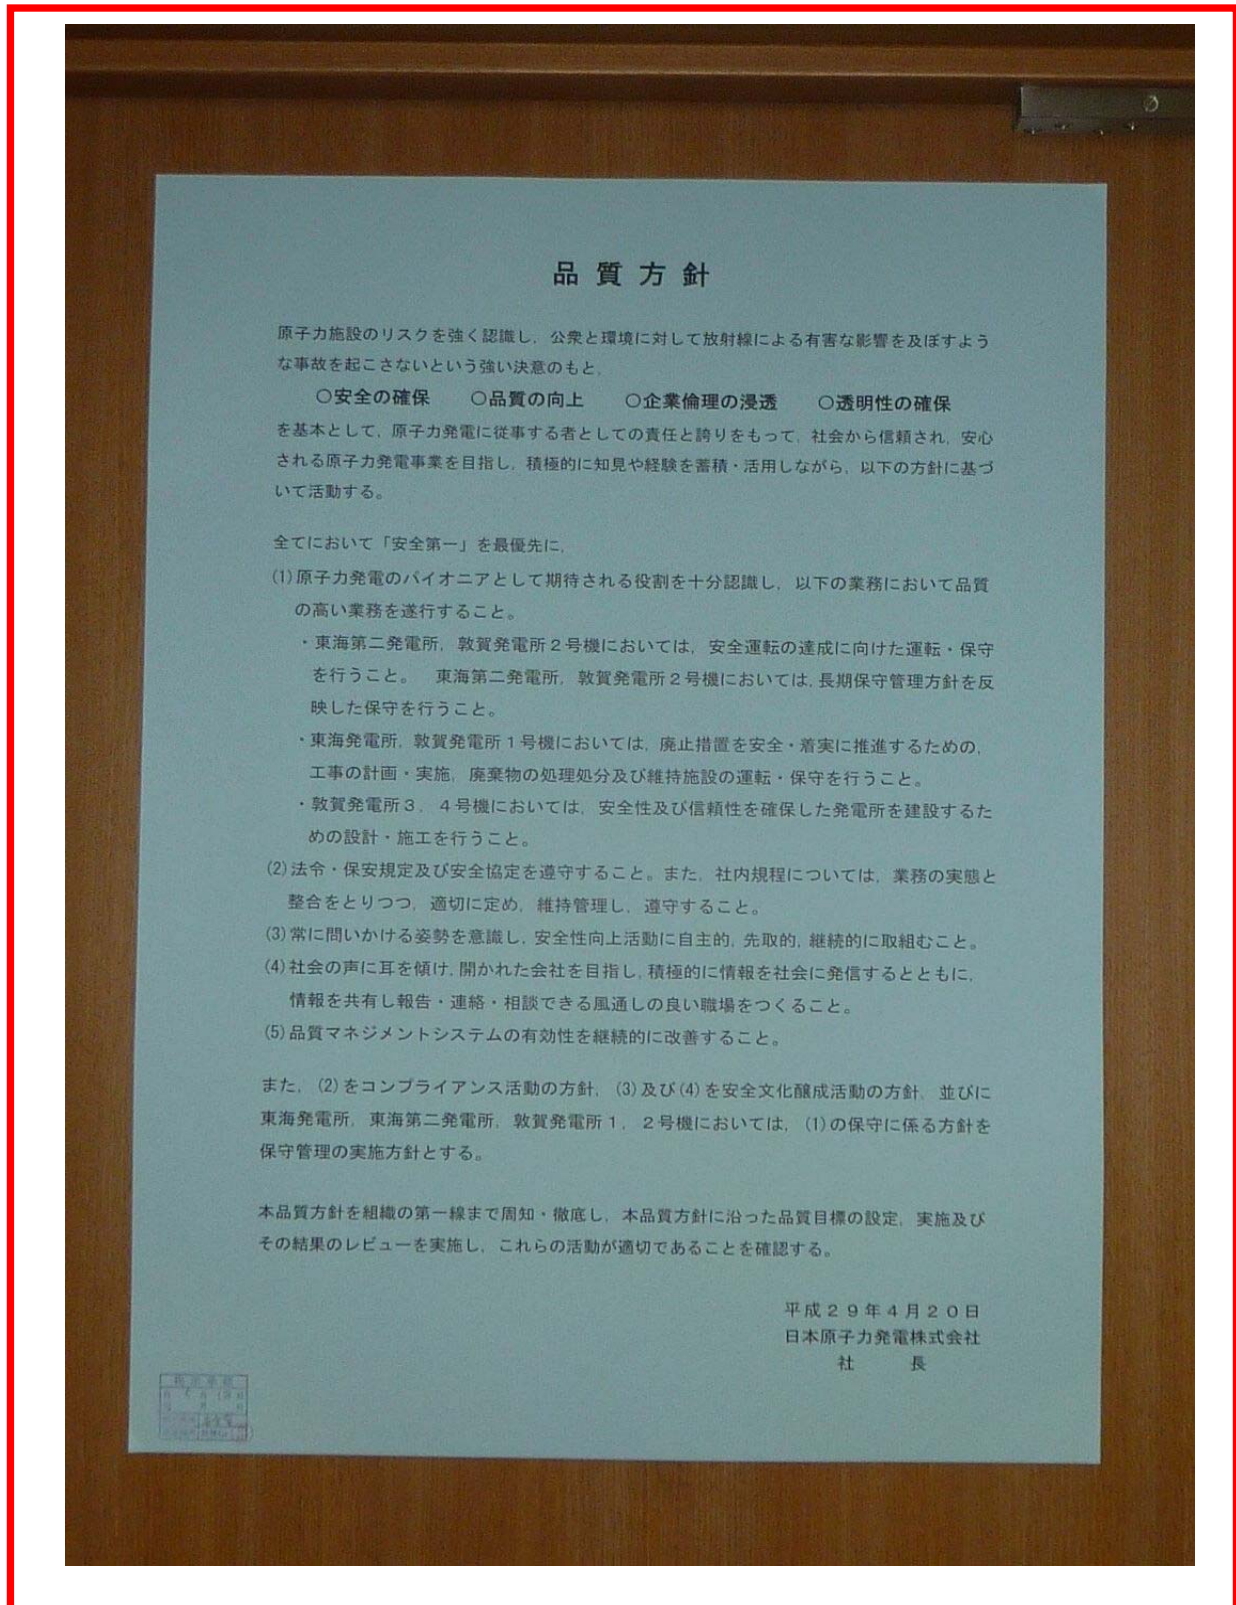 品質方針
原子力施設のリスクを強く認識し，公衆と環境に対して放射線による有害な影響を及ぼすよう
な事故を起こさないという強い決意のもと，
○安全の確保　○品質の向上　○企業倫理の浸透　○透明性の確保
を基本として，原子力発電に従事する者としての責任と誇りをもって，社会から信頼され，安心
される原子力発電事業を目指し，積極的に知見や経験を蓄積・活用しながら，以下の方針に基づ
いて活動する。
全てにおいて「安全第一」を最優先に，
(1)原子力発電のパイオニアとして期待される役割を十分認識し，以下の業務において品質
の高い業務を遂行すること。
・東海第二発電所，敦賀発電所２号機においては，安全運転の達成に向けた運転・保守
を行うこと。　東海第二発電所，敦賀発電所２号機においては，長期保守管理方針を反
映した保守を行うこと。
・東海発電所，敦賀発電所１号機においては，廃止措置を安全・着実に推進するための，
工事の計画・実施，廃棄物の処理処分及び維持施設の運転・保守を行うこと。
・敦賀発電所３，４号機においては，安全性及び信頼性を確保した発電所を建設するた
めの設計・施工を行うこと。
(2)法令・保安規定及び安全協定を遵守すること。また，社内規程については，業務の実態と
整合をとりつつ，適切に定め，維持管理し，遵守すること。
(3)常に問いかける姿勢を意識し，安全性向上活動に自主的，先取的，継続的に取組むこと。
(4)社会の声に耳を傾け，開かれた会社を目指し，積極的に情報を社会に発信するとともに，
情報を共有し報告・連絡・相談できる風通しの良い職場をつくること。
(5)品質マネジメントシステムの有効性を継続的に改善すること。
また，(2)をコンプライアンス活動の方針，(3)及び(4)を安全文化醸成活動の方針，並びに
東海発電所，東海第二発電所，敦賀発電所１，２号機においては，(1)の保守に係る方針を
保守管理の実施方針とする。
本品質方針を組織の第一線まで周知・徹底し，本品質方針に沿った品質目標の設定，実施及び
その結果のレビューを実施し，これらの活動が適切であることを確認する。
平成２９年４月２０日
日本原子力発電株式会社
社　　長